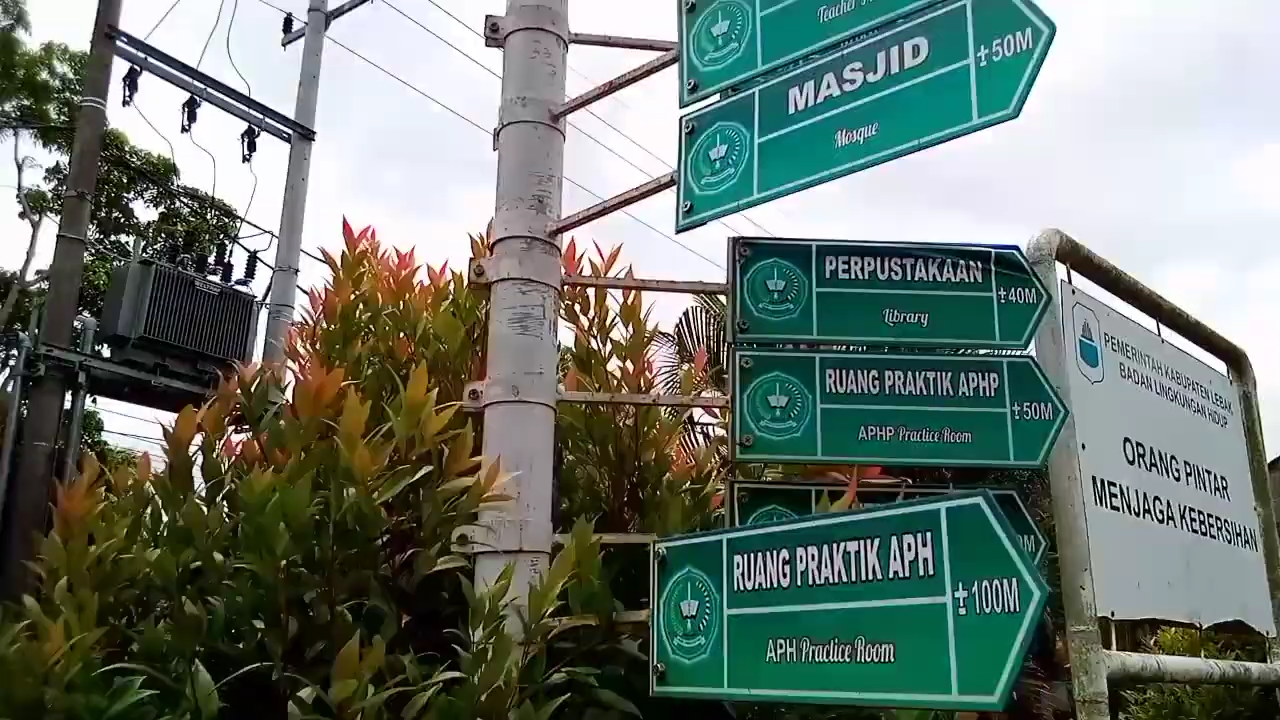 Teacher
MASJID
±50M
Mosque
PERPUSTAKAAN
±40M
Library
RUANG PRAKTIK APHP
±50M
APHP Practice Room
RUANG PRAKTIK APH
±100M
APH Practice Room
PEMERINTAH KABUPATEN LEBAK
BADAN LINGKUNGAN HIDUP
ORANG PINTAR
MENJAGA KEBERSIHAN